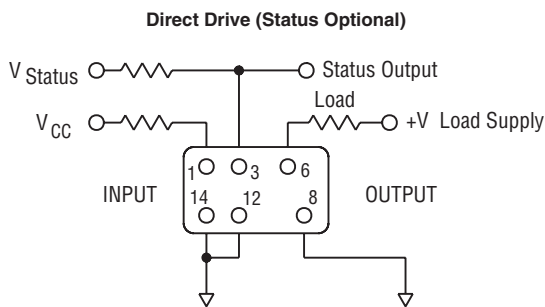 Direct Drive (Status Optional)
V Status
Status Output
Load
V CC
+V Load Supply
1 3 6
INPUT
14 12 8
OUTPUT